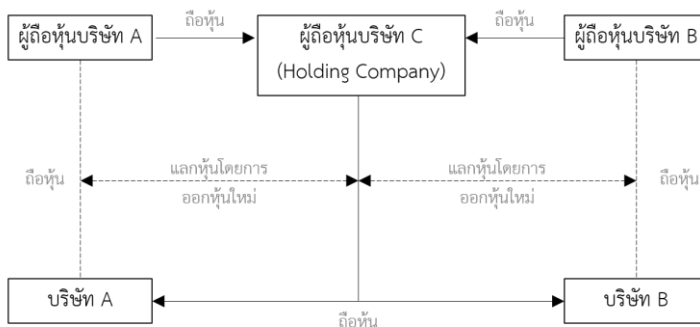 ถือหุ้น
ถือหุ้น
ผู้ถือหุ้นบริษัท A
ผู้ถือหุ้นบริษัท C
(Holding Company)
ผู้ถือหุ้นบริษัท B
ถือหุ้น
แลกหุ้นโดยการ
ออกหุ้นใหม่
แลกหุ้นโดยการ
ออกหุ้นใหม่
ถือหุ้น
บริษัท A
บริษัท B
ถือหุ้น